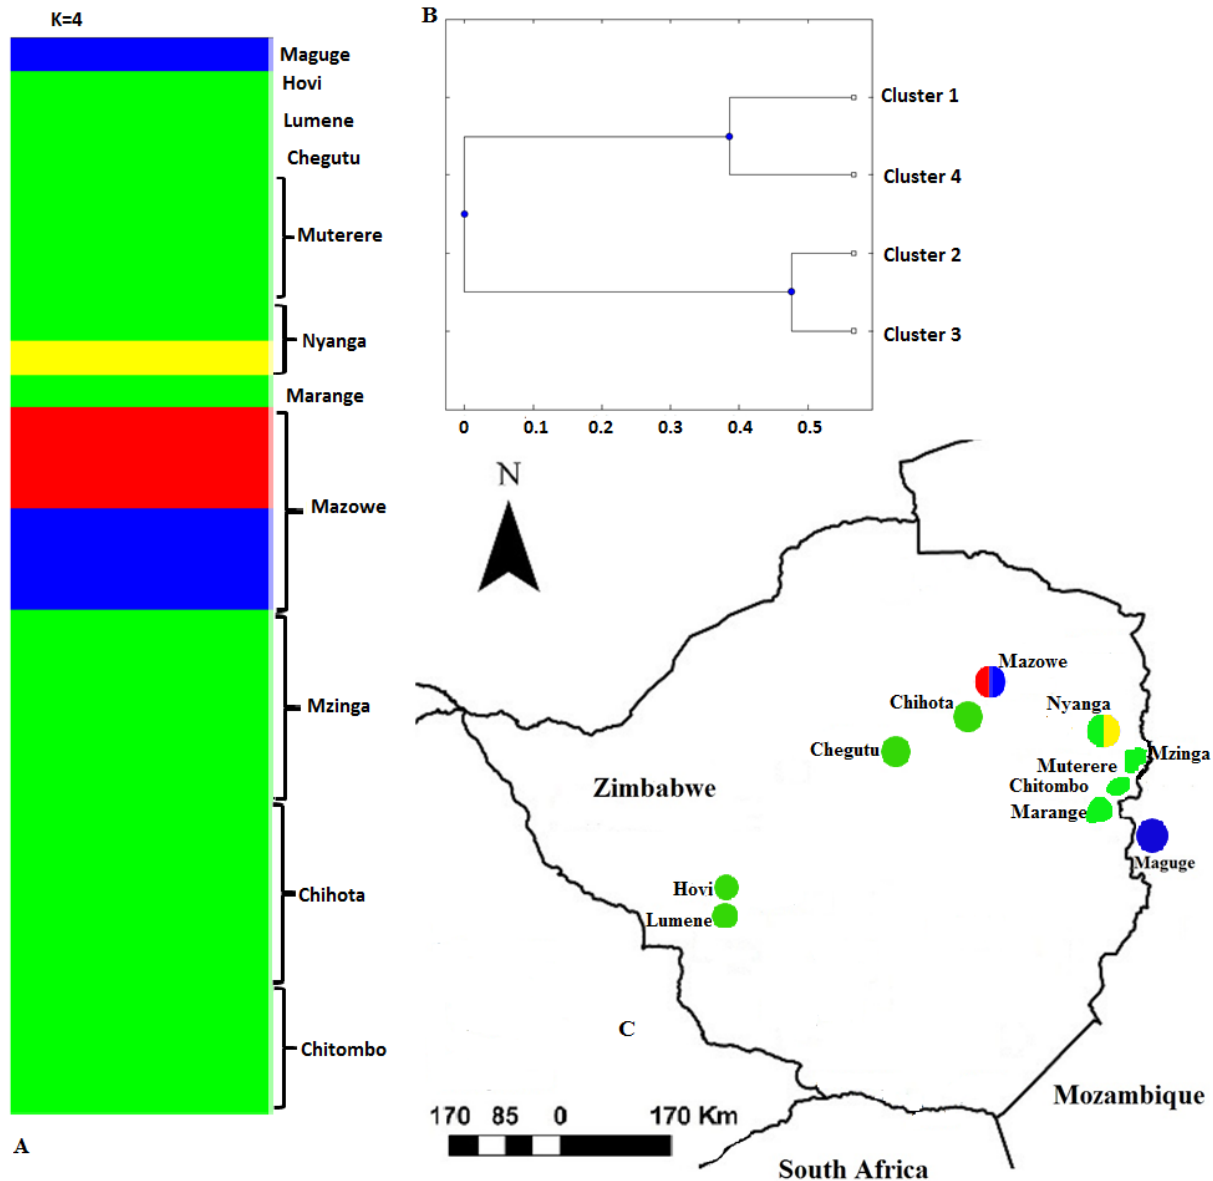 K=4
Maguge
Hovi
Lumene
Chegutu
Muterere
Nyanga
Marange
Mazowe
Mzinga
Chihota
Chitombo
A
B
Cluster 1
Cluster 4
Cluster 2
Cluster 3
0 0.1 0.2 0.3 0.4 0.5
N
Mazowe
Chihota
Nyanga
Chegutu
Mzinga
Muterere
Zimbabwe
Chitombo
Marange
Maguge
Hovi
Lumene
C
Mozambique
170 85 0 170 Km
South Africa